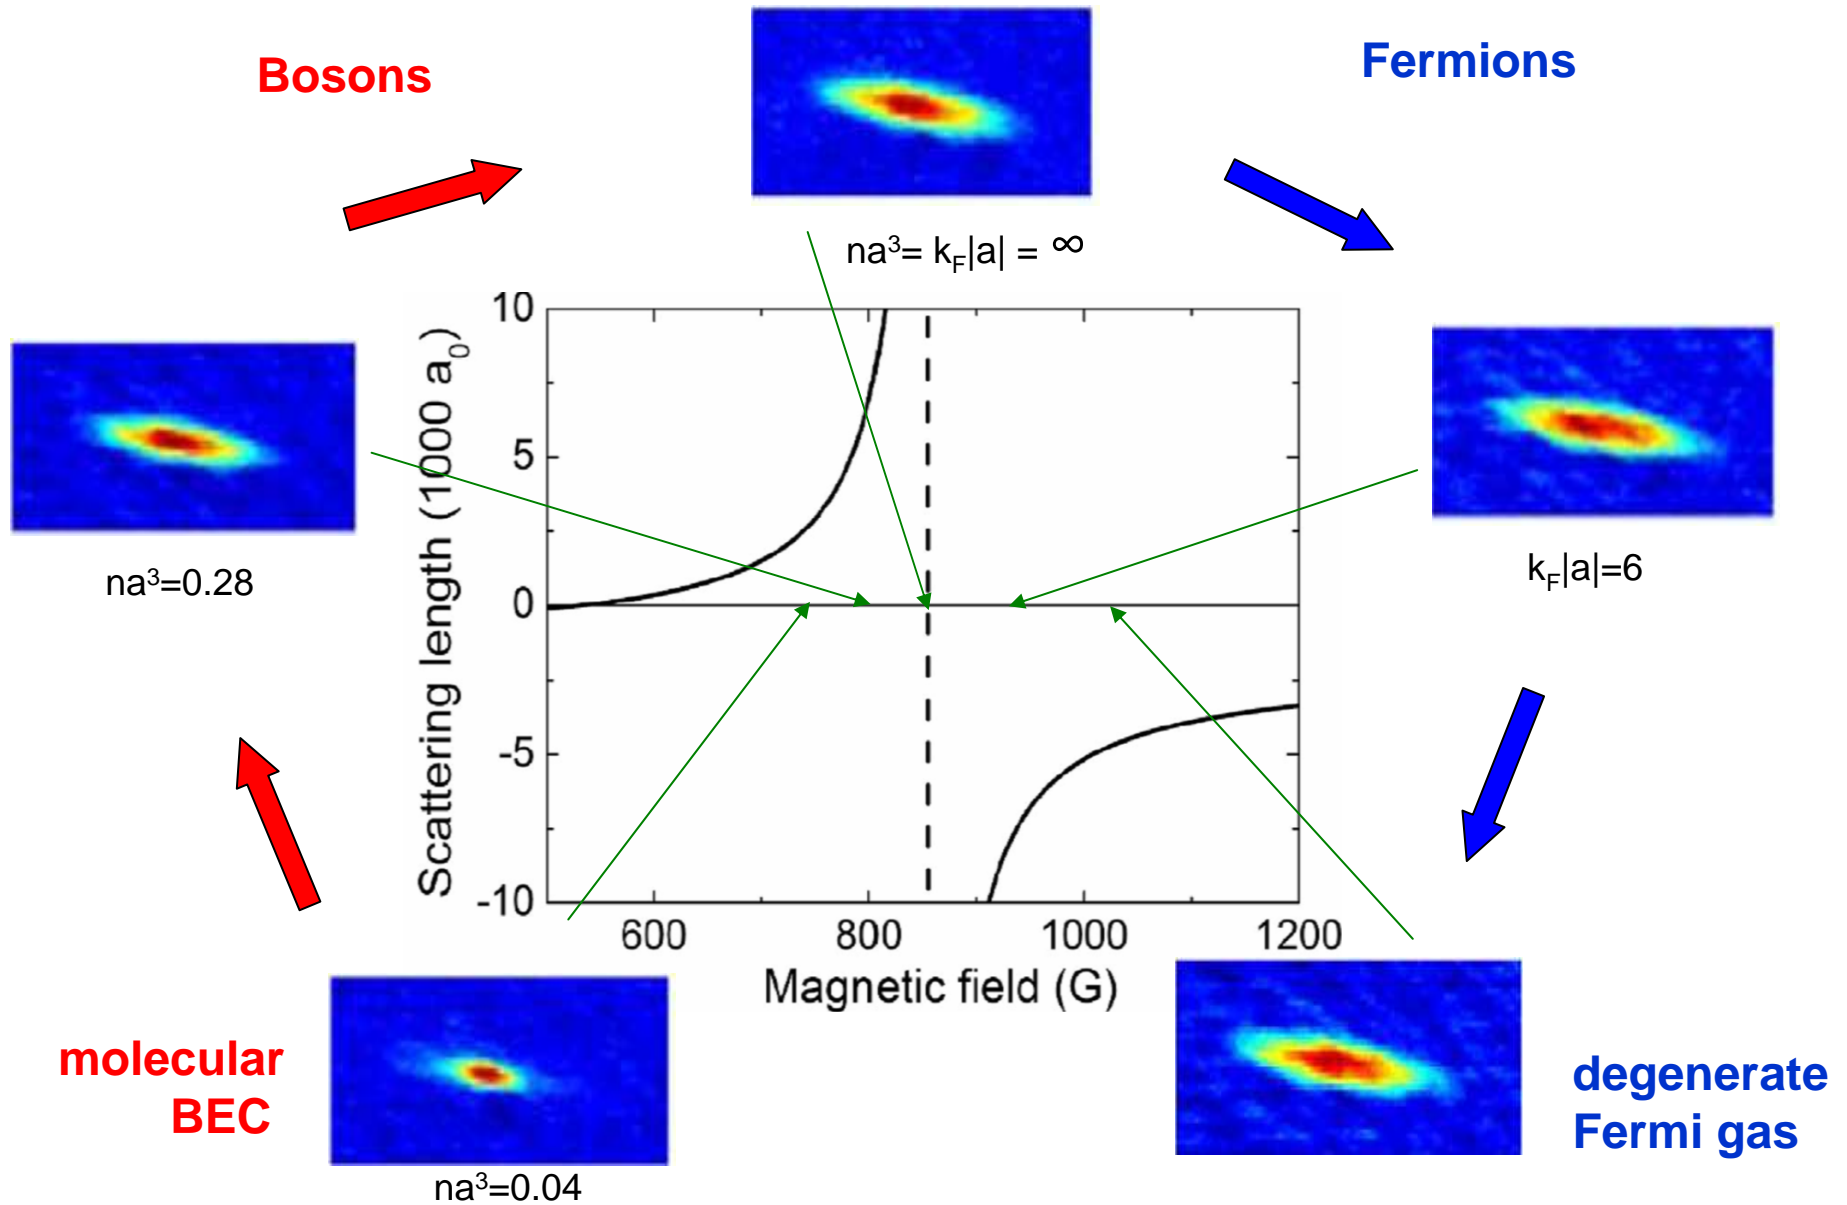 Bosons
Fermions
na³= k_F|a| = ∞
na³=0.28
k_F|a|=6
10
5
0
-5
-10
Scattering length (1000 a₀)
600 800 1000 1200
Magnetic field (G)
molecular
BEC
na³=0.04
degenerate
Fermi gas